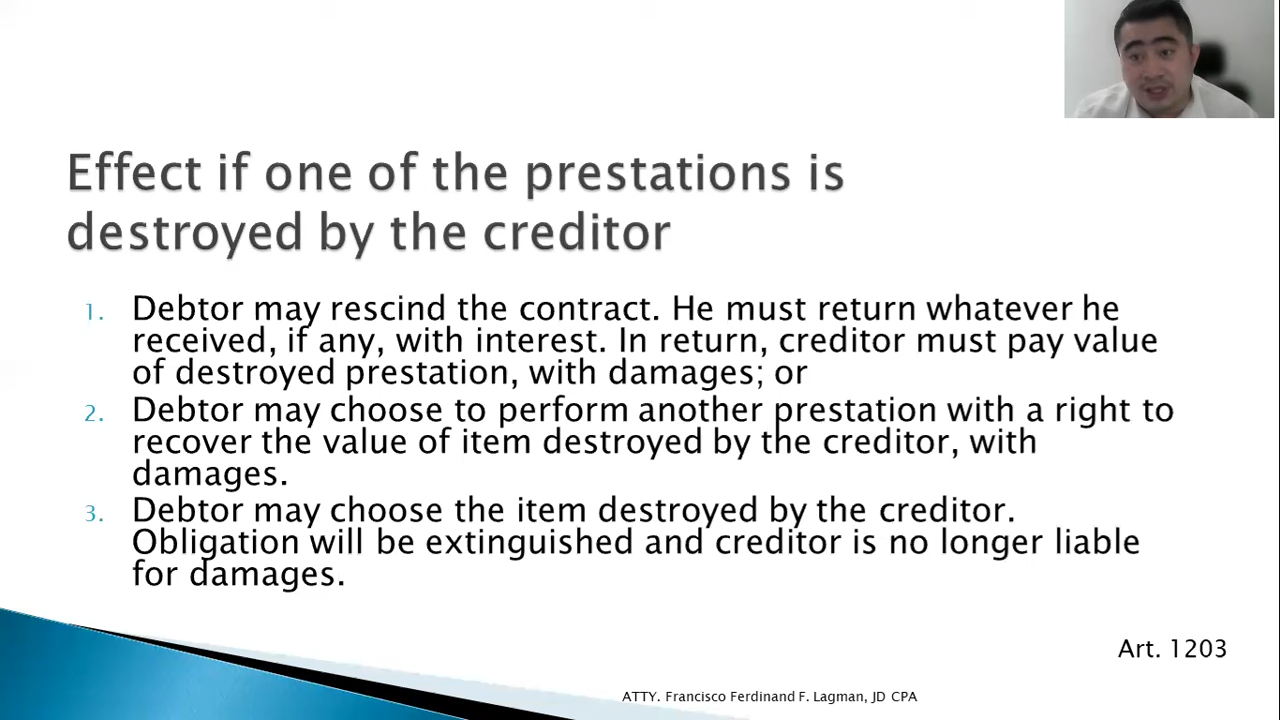 Effect if one of the prestations is
destroyed by the creditor
1. Debtor may rescind the contract. He must return whatever he
received, if any, with interest. In return, creditor must pay value
of destroyed prestation, with damages; or
2. Debtor may choose to perform another prestation with a right to
recover the value of item destroyed by the creditor, with
damages.
3. Debtor may choose the item destroyed by the creditor.
Obligation will be extinguished and creditor is no longer liable
for damages.
Art. 1203
ATTY. Francisco Ferdinand F. Lagman, JD CPA